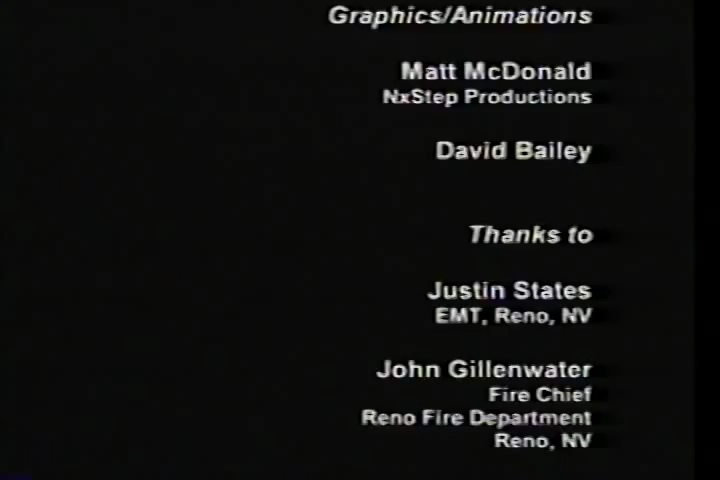 Graphics/Animations
Matt McDonald
NxStep Productions
David Bailey
Thanks to
Justin States
EMT, Reno, NV
John Gillenwater
Fire Chief
Reno Fire Department
Reno, NV